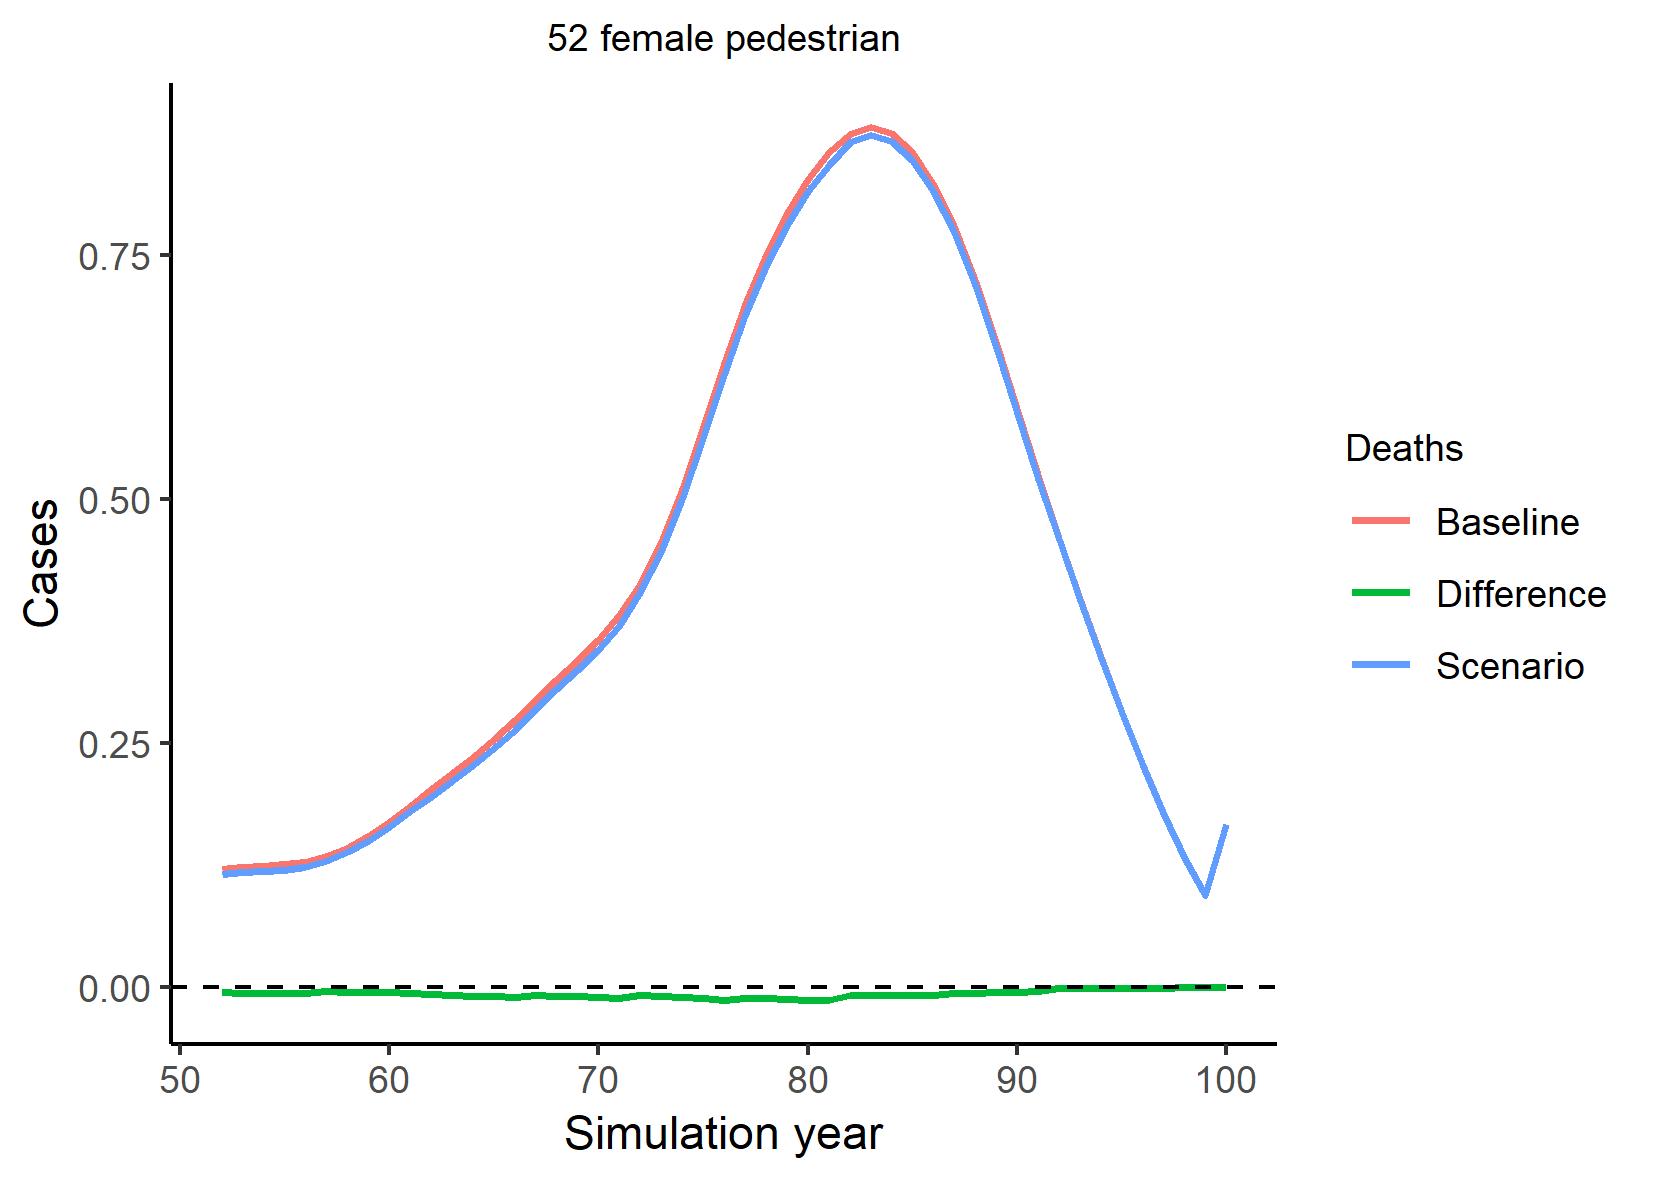 52 female pedestrian
Cases
0.75
0.50
0.25
0.00
50 60 70 80 90 100
Simulation year
Deaths
Baseline
Difference
Scenario